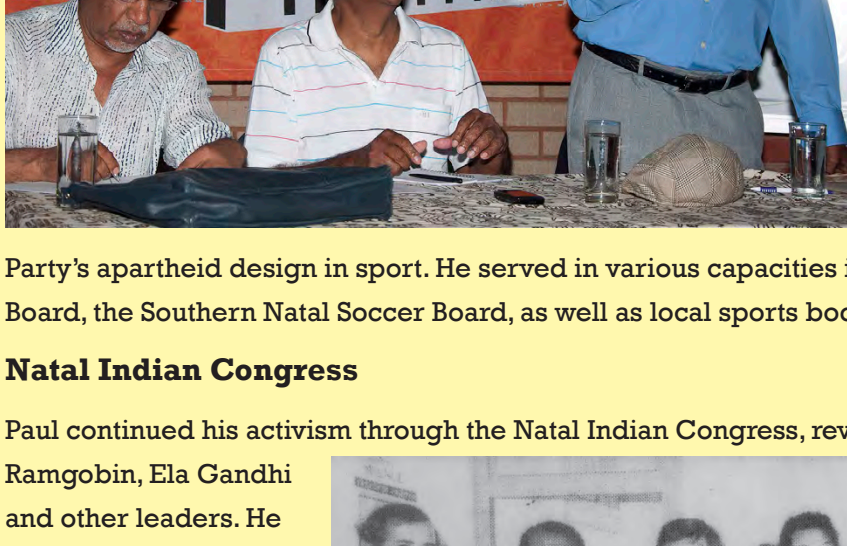 Party's apartheid design in sport. He served in various capacities
Board, the Southern Natal Soccer Board, as well as local sports
Natal Indian Congress
Paul continued his activism through the Natal Indian Congress,
Ramgobin, Ela Gandhi
and other leaders. He